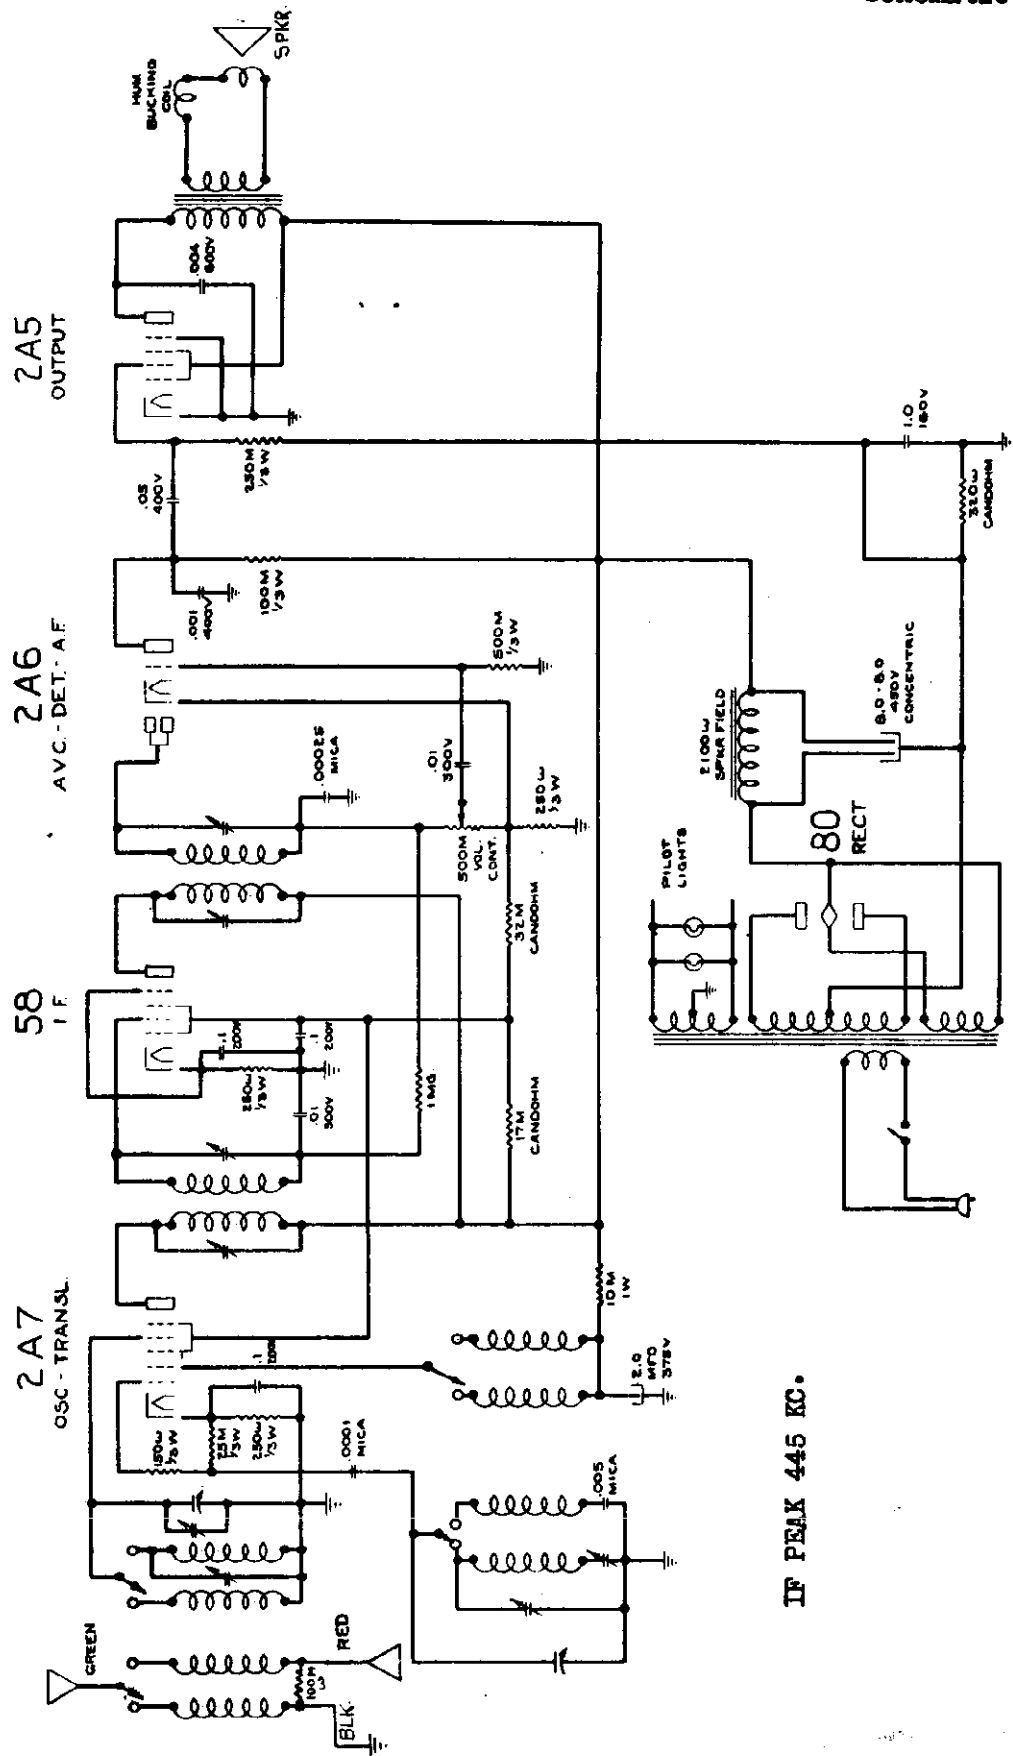 GREEN
BLK.
100M
ω
RED
2A7
OSC-TRANSL.
150ω
1/3W
25M
1/3W
250ω
1/3W
.1
200V
.0001
MICA
.005
MICA
2.0
MFD
375V
10M
1W
58
I.F.
250ω
1/3W
.1
200V
.1
200V
.01
300V
1MG
17M
CANDOHM
32M
CANDOHM
2A6
AVC.-DET.-A.F.
.00025
MICA
500M
VOL.
CONT.
.01
300V
250ω
1/3W
500M
1/3W
.001
400V
100M
1/3W
.05
400V
2A5
OUTPUT
250M
1/3W
.004
600V
HUM
BUCKING
COIL
SPKR.
PILOT
LIGHTS
80
RECT
2100ω
SPKR FIELD
8.0-8.0
450V
CONCENTRIC
1.0
160V
320ω
CANDOHM
IF PEAK 445 KC.